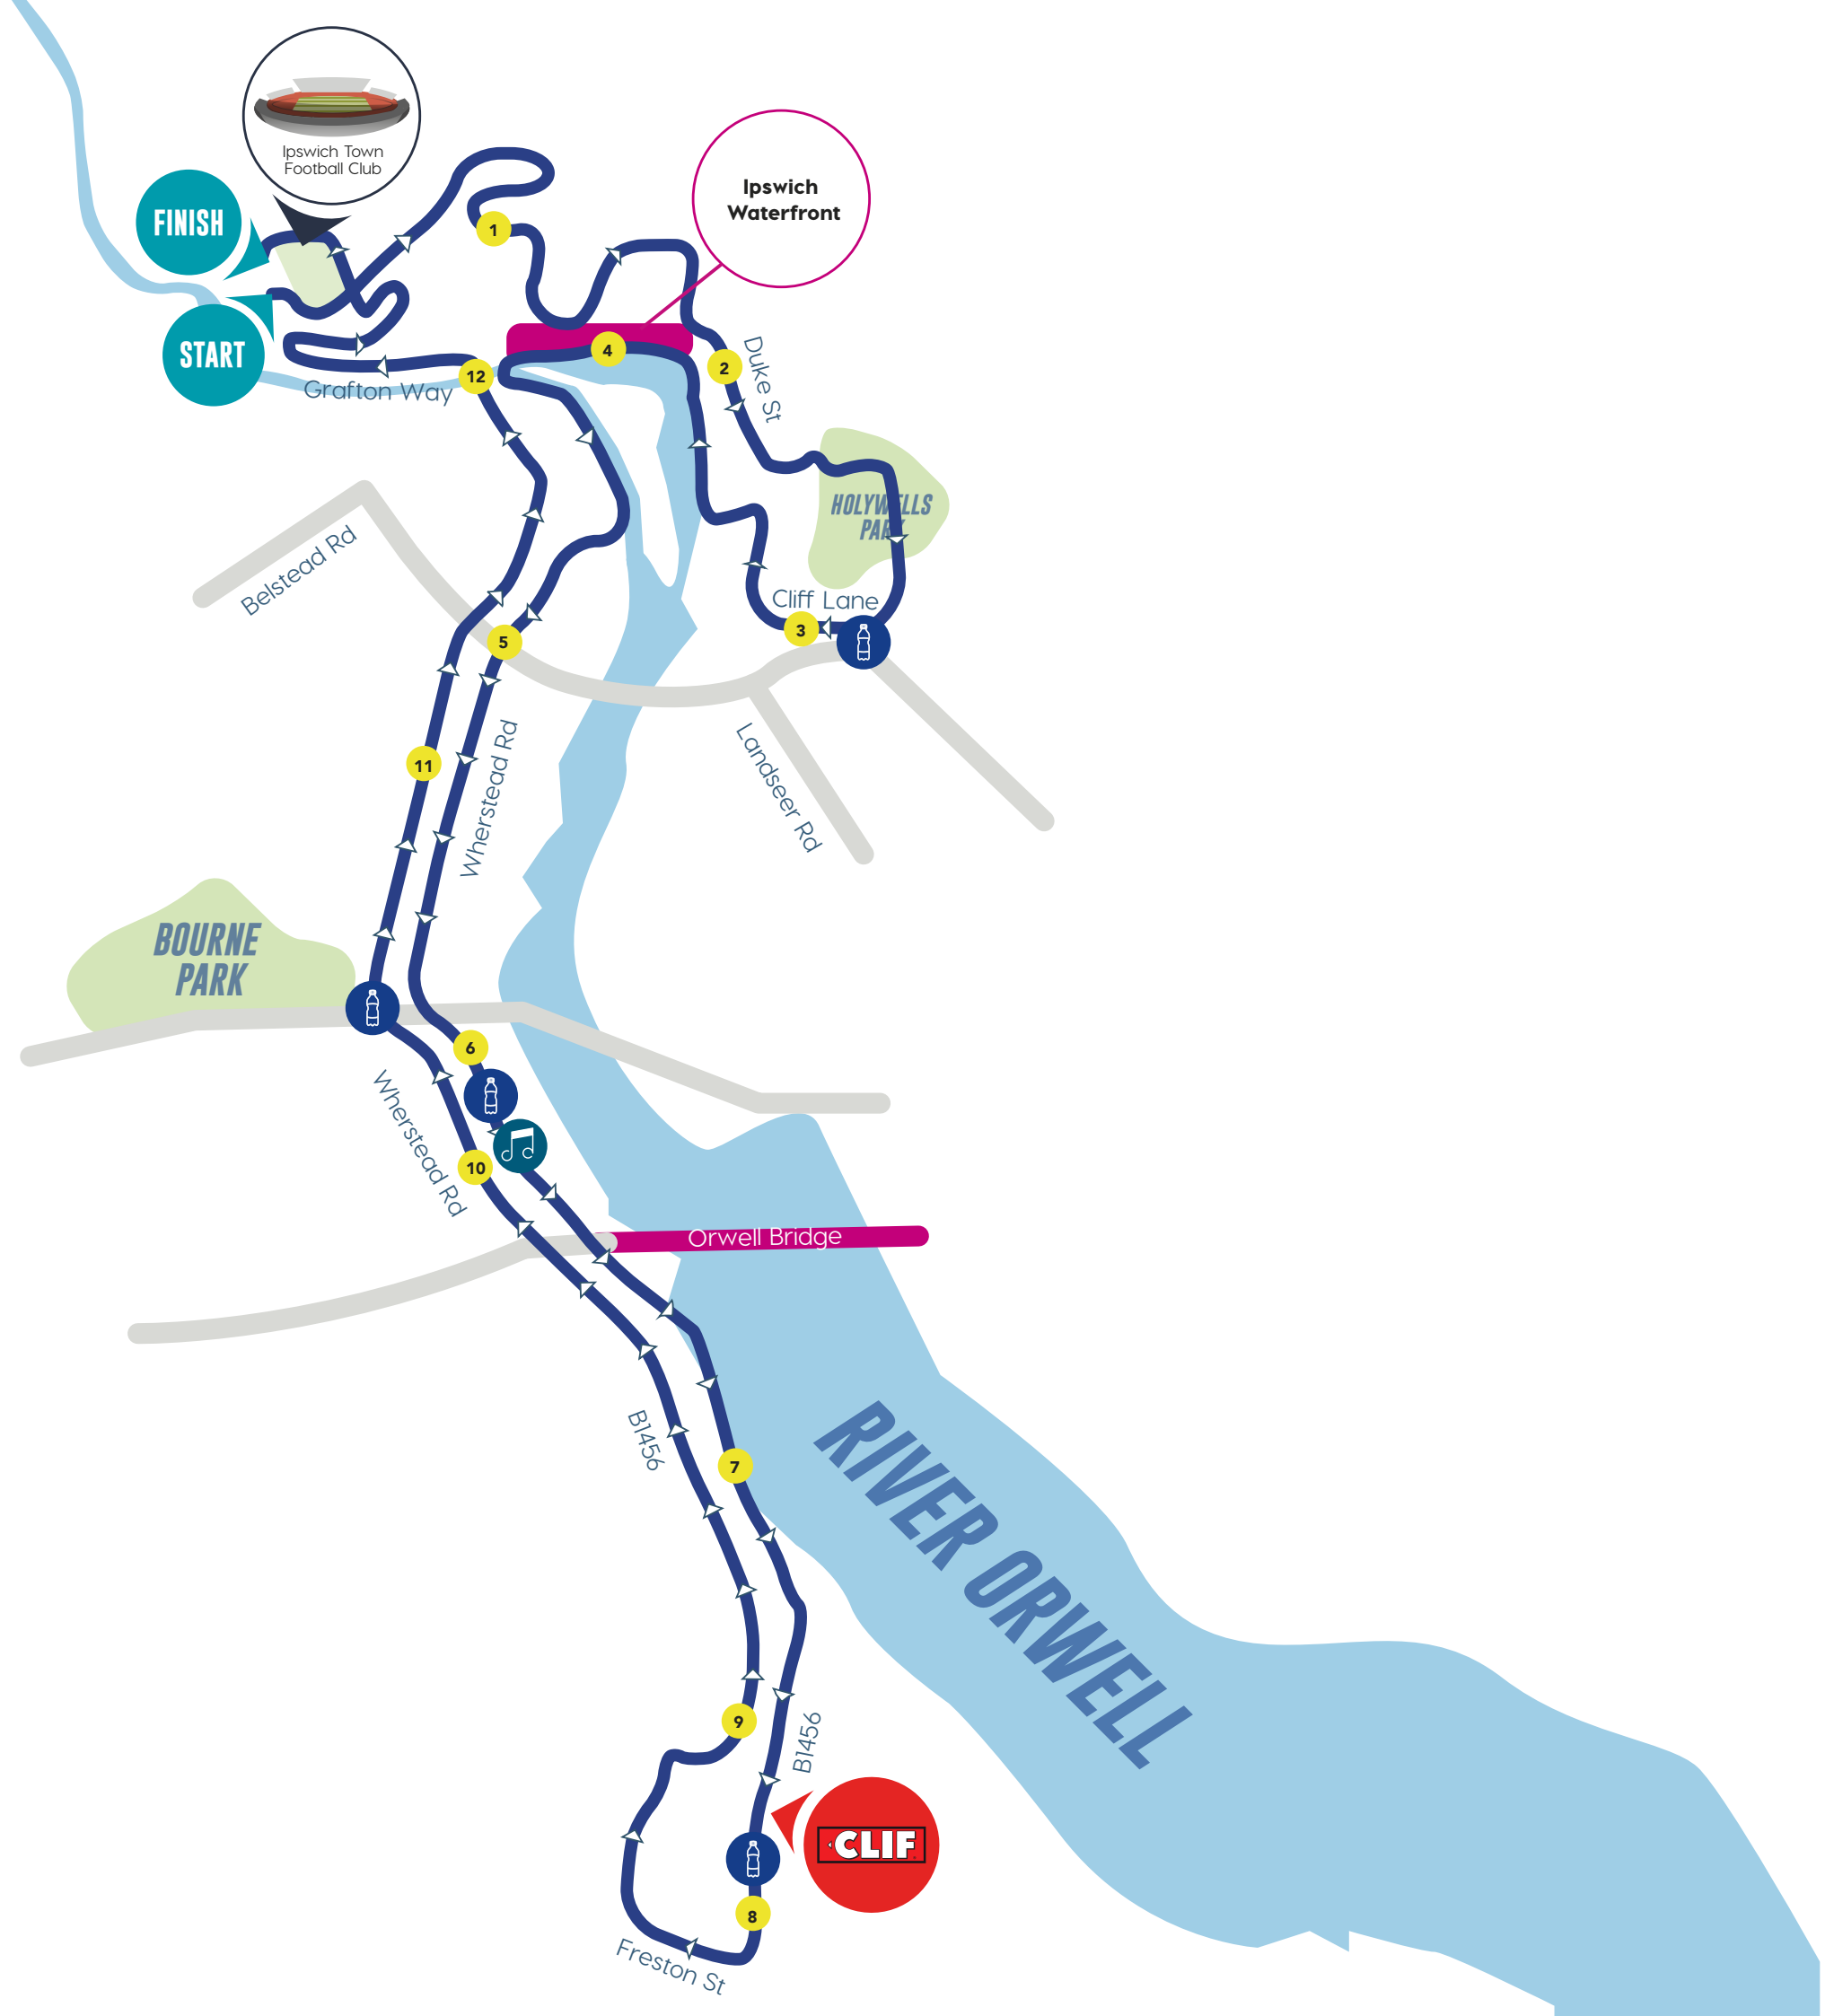 Ipswich Town
Football Club
FINISH
START
Ipswich
Waterfront
1
2
4
12
Duke St
Grafton Way
HOLYWELLS
PARK
Belstead Rd
Cliff Lane
3
5
11
Wherstead Rd
Landseer Rd
BOURNE
PARK
6
Wherstead Rd
10
Orwell Bridge
B1456
7
RIVER ORWELL
9
B1456
CLIF
8
Freston St